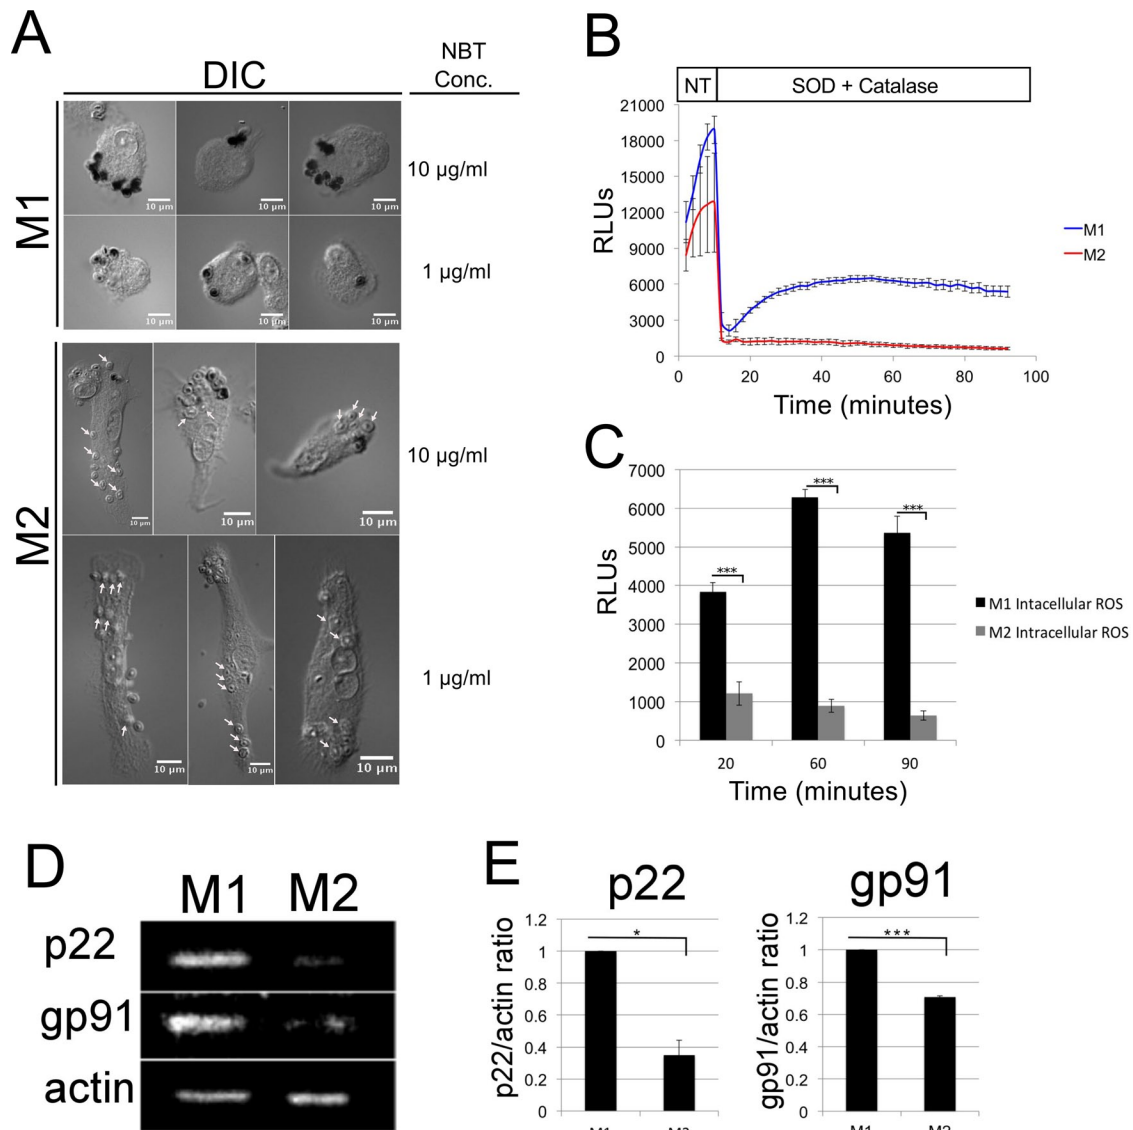 A
DIC
NBT
Conc.
M1
10 µg/ml
10 µm
10 µm
10 µm
1 µg/ml
10 µm
10 µm
10 µm
M2
10 µg/ml
10 µm
10 µm
10 µm
1 µg/ml
10 µm
10 µm
10 µm
B
NT
SOD + Catalase
21000
18000
15000
12000
9000
6000
3000
0
RLUs
0
20
40
60
80
100
Time (minutes)
M1
M2
C
7000
6000
5000
4000
3000
2000
1000
0
RLUs
***
***
***
20
60
90
Time (minutes)
M1 Intacellular ROS
M2 Intracellular ROS
D
M1 M2
p22
gp91
actin
E
p22
p22/actin ratio
1.2
1
0.8
0.6
0.4
0.2
0
*
M1
M2
gp91
gp91/actin ratio
1.2
1
0.8
0.6
0.4
0.2
0
***
M1
M2